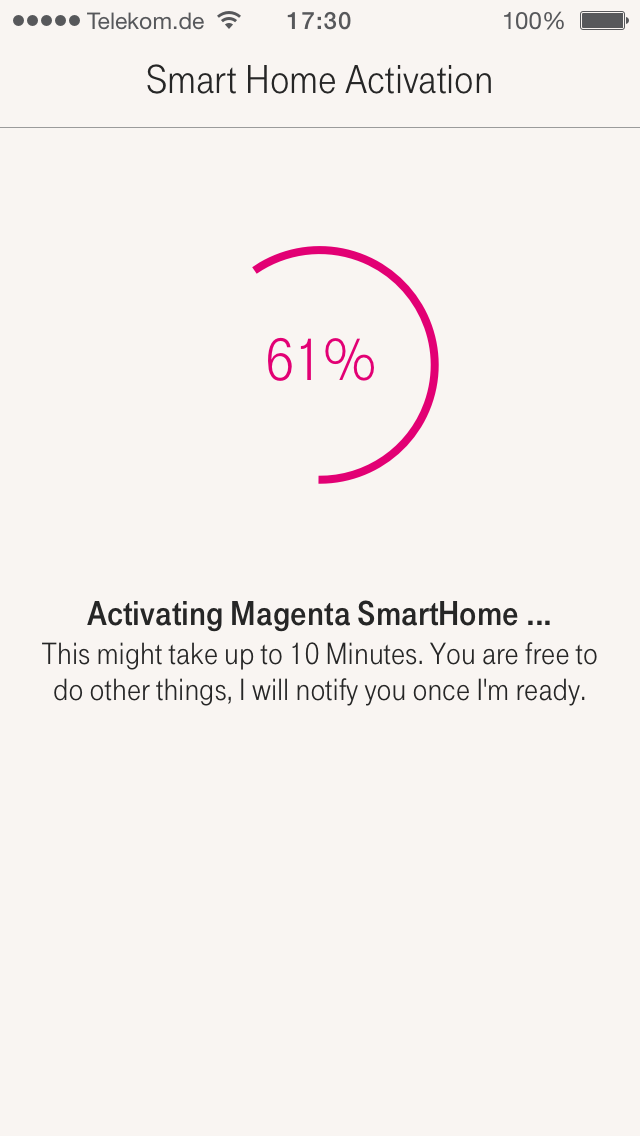 Telekom.de 17:30 100%
Smart Home Activation
61%
Activating Magenta SmartHome ...
This might take up to 10 Minutes. You are free to
do other things, I will notify you once I'm ready.